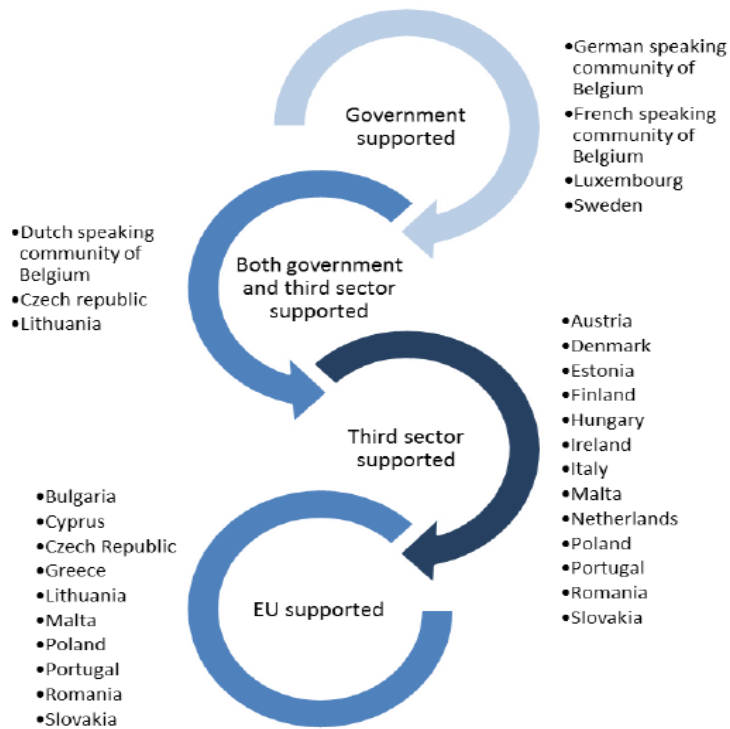 Government
supported
•German speaking
community of
Belgium
•French speaking
community of
Belgium
•Luxembourg
•Sweden
Both government
and third sector
supported
•Dutch speaking
community of
Belgium
•Czech republic
•Lithuania
Third sector
supported
•Austria
•Denmark
•Estonia
•Finland
•Hungary
•Ireland
•Italy
•Malta
•Netherlands
•Poland
•Portugal
•Romania
•Slovakia
EU supported
•Bulgaria
•Cyprus
•Czech Republic
•Greece
•Lithuania
•Malta
•Poland
•Portugal
•Romania
•Slovakia